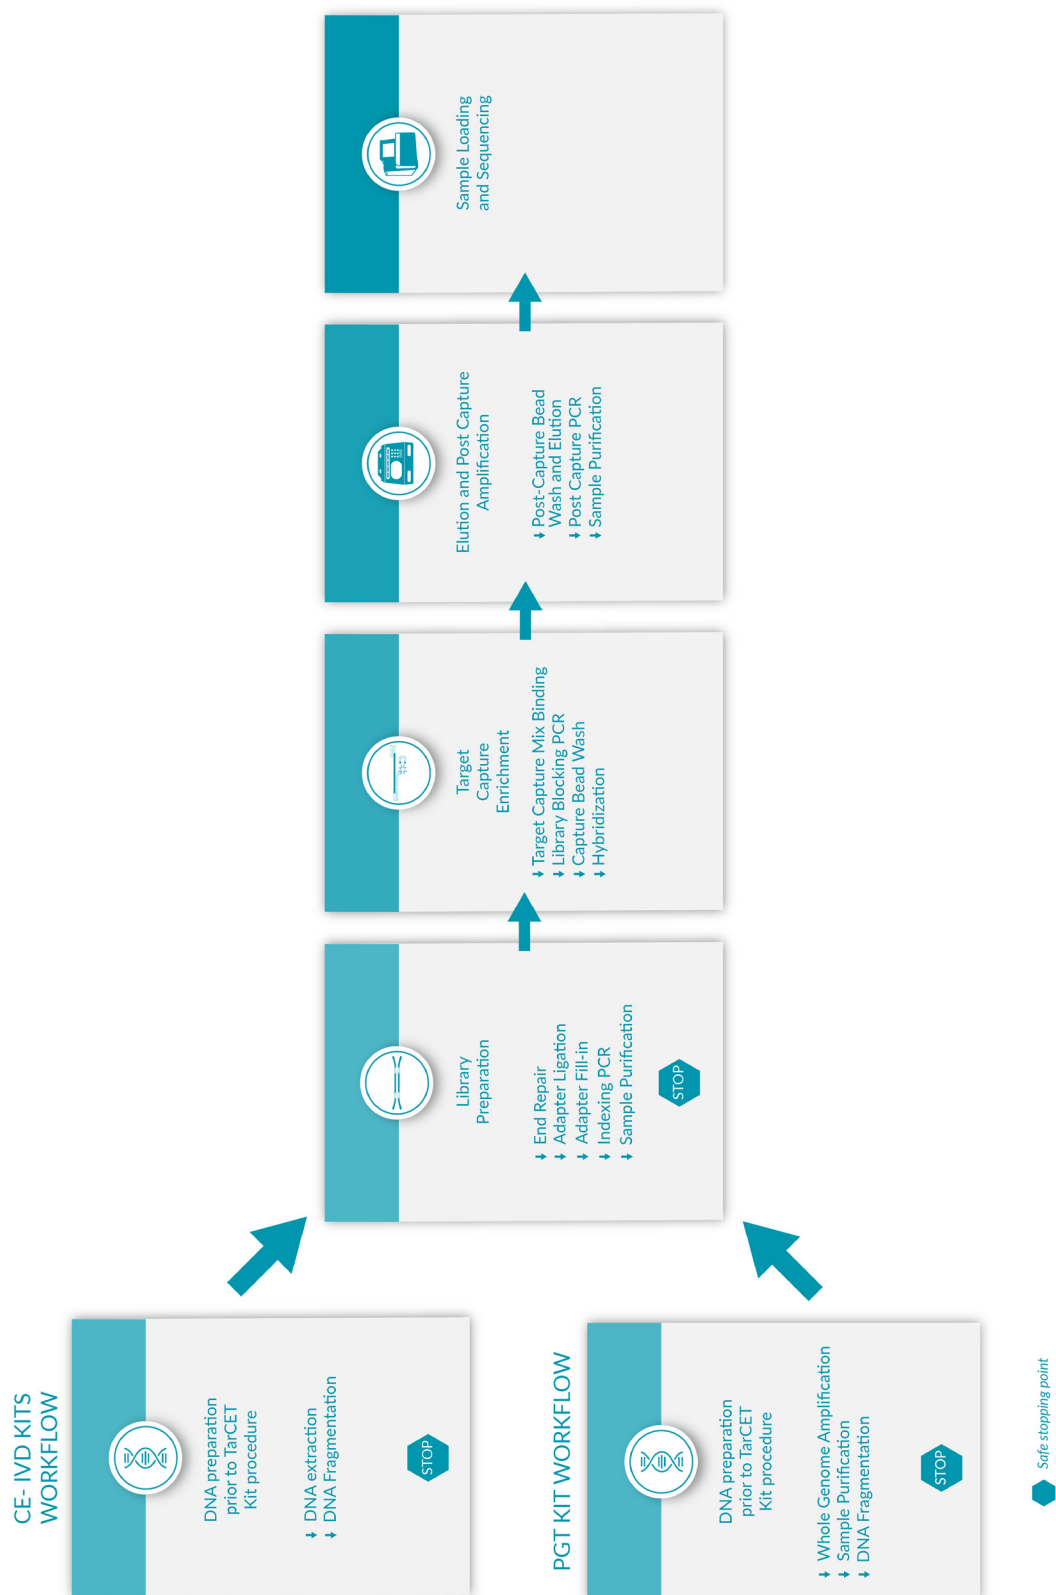 CE- IVD KITS
WORKFLOW
DNA preparation
prior to TarCET
Kit procedure
DNA extraction
DNA Fragmentation
STOP
PGT KIT WORKFLOW
DNA preparation
prior to TarCET
Kit procedure
Whole Genome Amplification
Sample Purification
DNA Fragmentation
STOP
Library
Preparation
End Repair
Adapter Ligation
Adapter Fill-in
Indexing PCR
Sample Purification
STOP
Target
Capture
Enrichment
Target Capture Mix Binding
Library Blocking PCR
Capture Bead Wash
Hybridization
Elution and Post Capture
Amplification
Post-Capture Bead
Wash and Elution
Post Capture PCR
Sample Purification
Sample Loading
and Sequencing
Safe stopping point